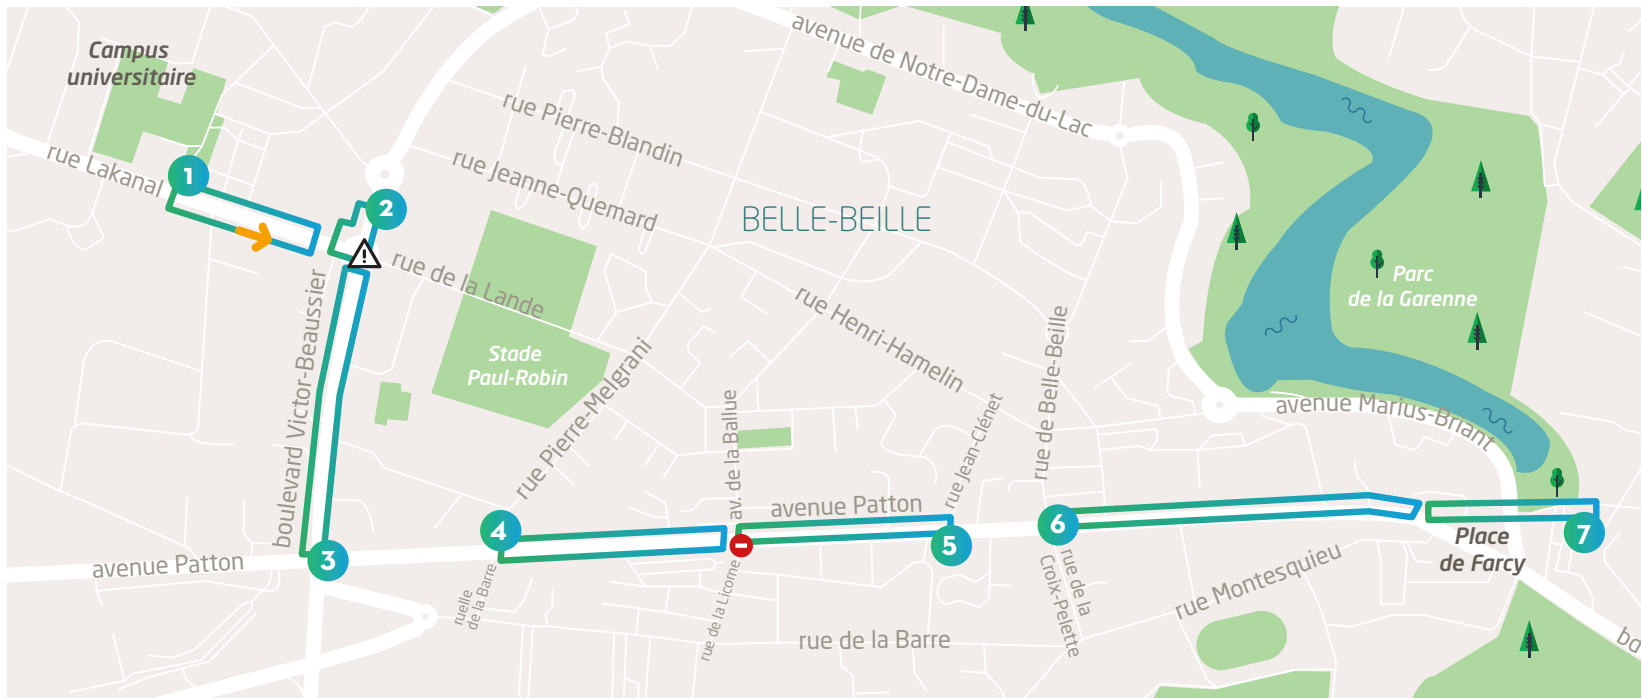 Campus
universitaire
avenue de Notre-Dame-du-Lac
rue Pierre-Blandin
rue Jeanne-Quemard
rue Lakanal
1
2
BELLE-BEILLE
!
rue de la Lande
boulevard Victor-Beaussier
Parc
de la Garenne
rue Henri-Hamelin
Stade
Paul-Robin
rue Pierre-Melgrani
rue de Belle-Beille
av. de la Ballue
rue Jean-Clénet
avenue Marius-Briant
avenue Patton
4
avenue Patton
5
6
7
Place
de Farcy
3
avenue Patton
ruelle
de la Barre
rue de la Licorne
rue de la
Croix-Pelette
rue Montesquieu
rue de la Barre
bo